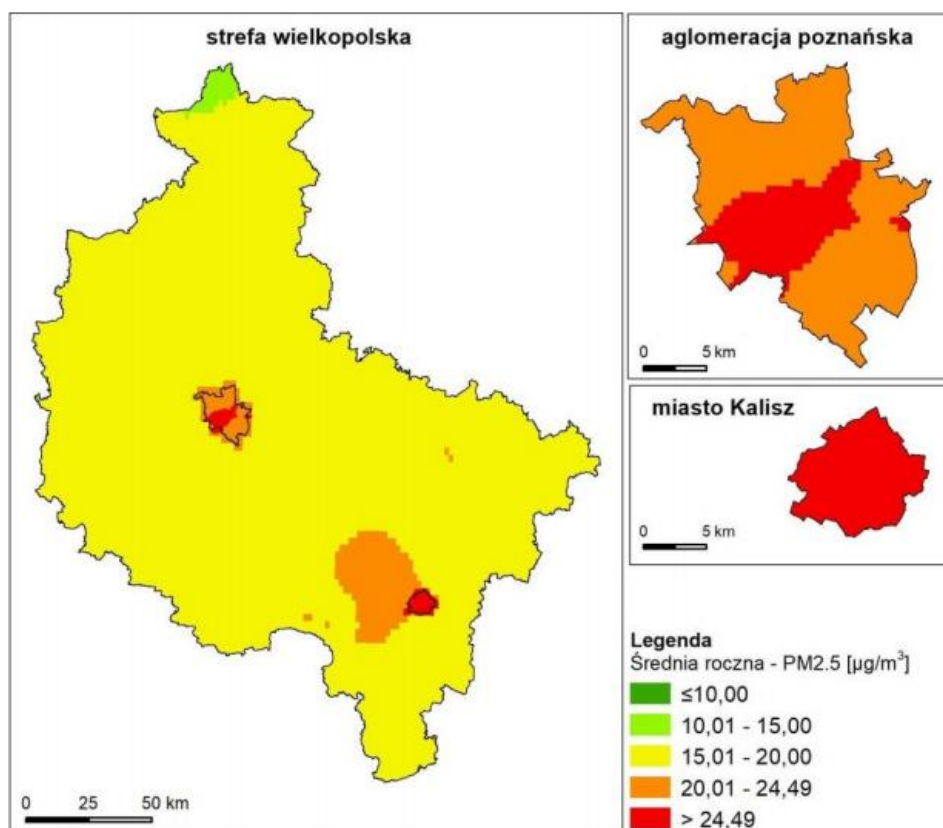 strefa wielkopolska
0 25 50 km
aglomeracja poznańska
0 5 km
miasto Kalisz
0 5 km
Legenda
Średnia roczna - PM2.5 [µg/m³]
≤10,00
10,01 - 15,00
15,01 - 20,00
20,01 - 24,49
> 24,49